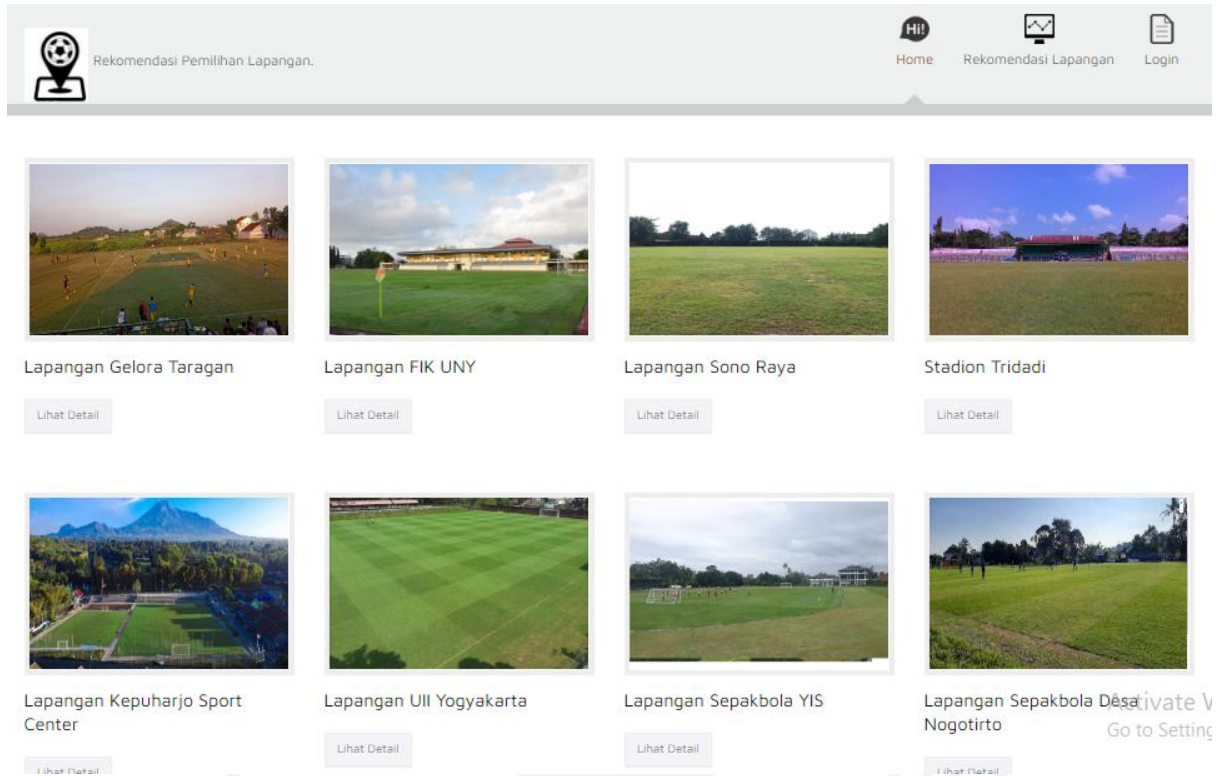 Hi!
Rekomendasi Pemilihan Lapangan.
Home
Rekomendasi Lapangan
Login
Lapangan Gelora Taragan
Lapangan FIK UNY
Lapangan Sono Raya
Stadion Tridadi
Lihat Detail
Lihat Detail
Lihat Detail
Lihat Detail
Lapangan Kepuharjo Sport
Center
Lapangan UII Yogyakarta
Lapangan Sepakbola YIS
Lapangan Sepakbola Desa
Nogotirto
Activate W
Go to Setting
Lihat Detail
Lihat Detail
Lihat Detail
Lihat Detail